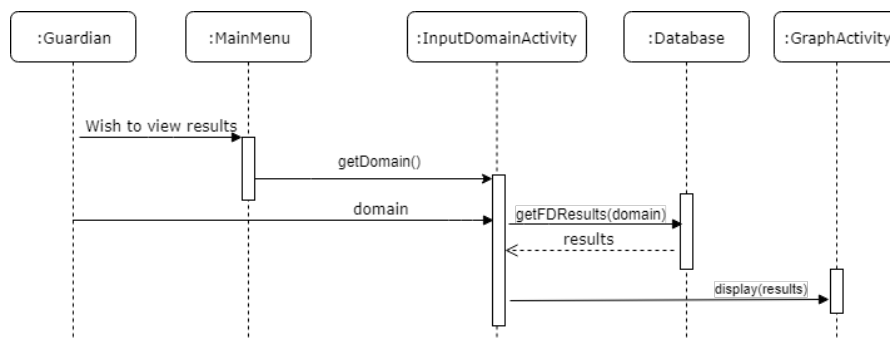 :Guardian
:MainMenu
:InputDomainActivity
:Database
:GraphActivity
Wish to view results
getDomain()
domain
getFDResults(domain)
results
display(results)